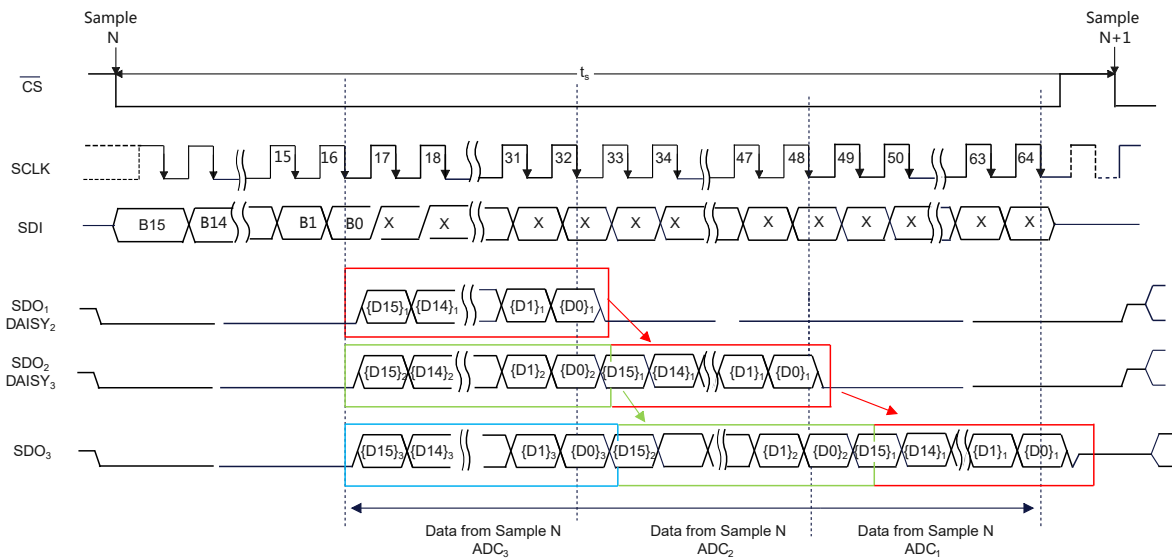 Sample
N
Sample
N+1
t_s
CS
SCLK
15 16 17 18 31 32 33 34 47 48 49 50 63 64
SDI
B15 B14 B1 B0 X X X X X X X X X X X X
SDO₁
DAISY₂
{D15}₁ {D14}₁ {D1}₁ {D0}₁
SDO₂
DAISY₃
{D15}₂ {D14}₂ {D1}₂ {D0}₂ {D15}₁ {D14}₁ {D1}₁ {D0}₁
SDO₃
{D15}₃ {D14}₃ {D1}₃ {D0}₃ {D15}₂ {D1}₂ {D0}₂ {D15}₁ {D14}₁ {D1}₁ {D0}₁
Data from Sample N
ADC₃
Data from Sample N
ADC₂
Data from Sample N
ADC₁